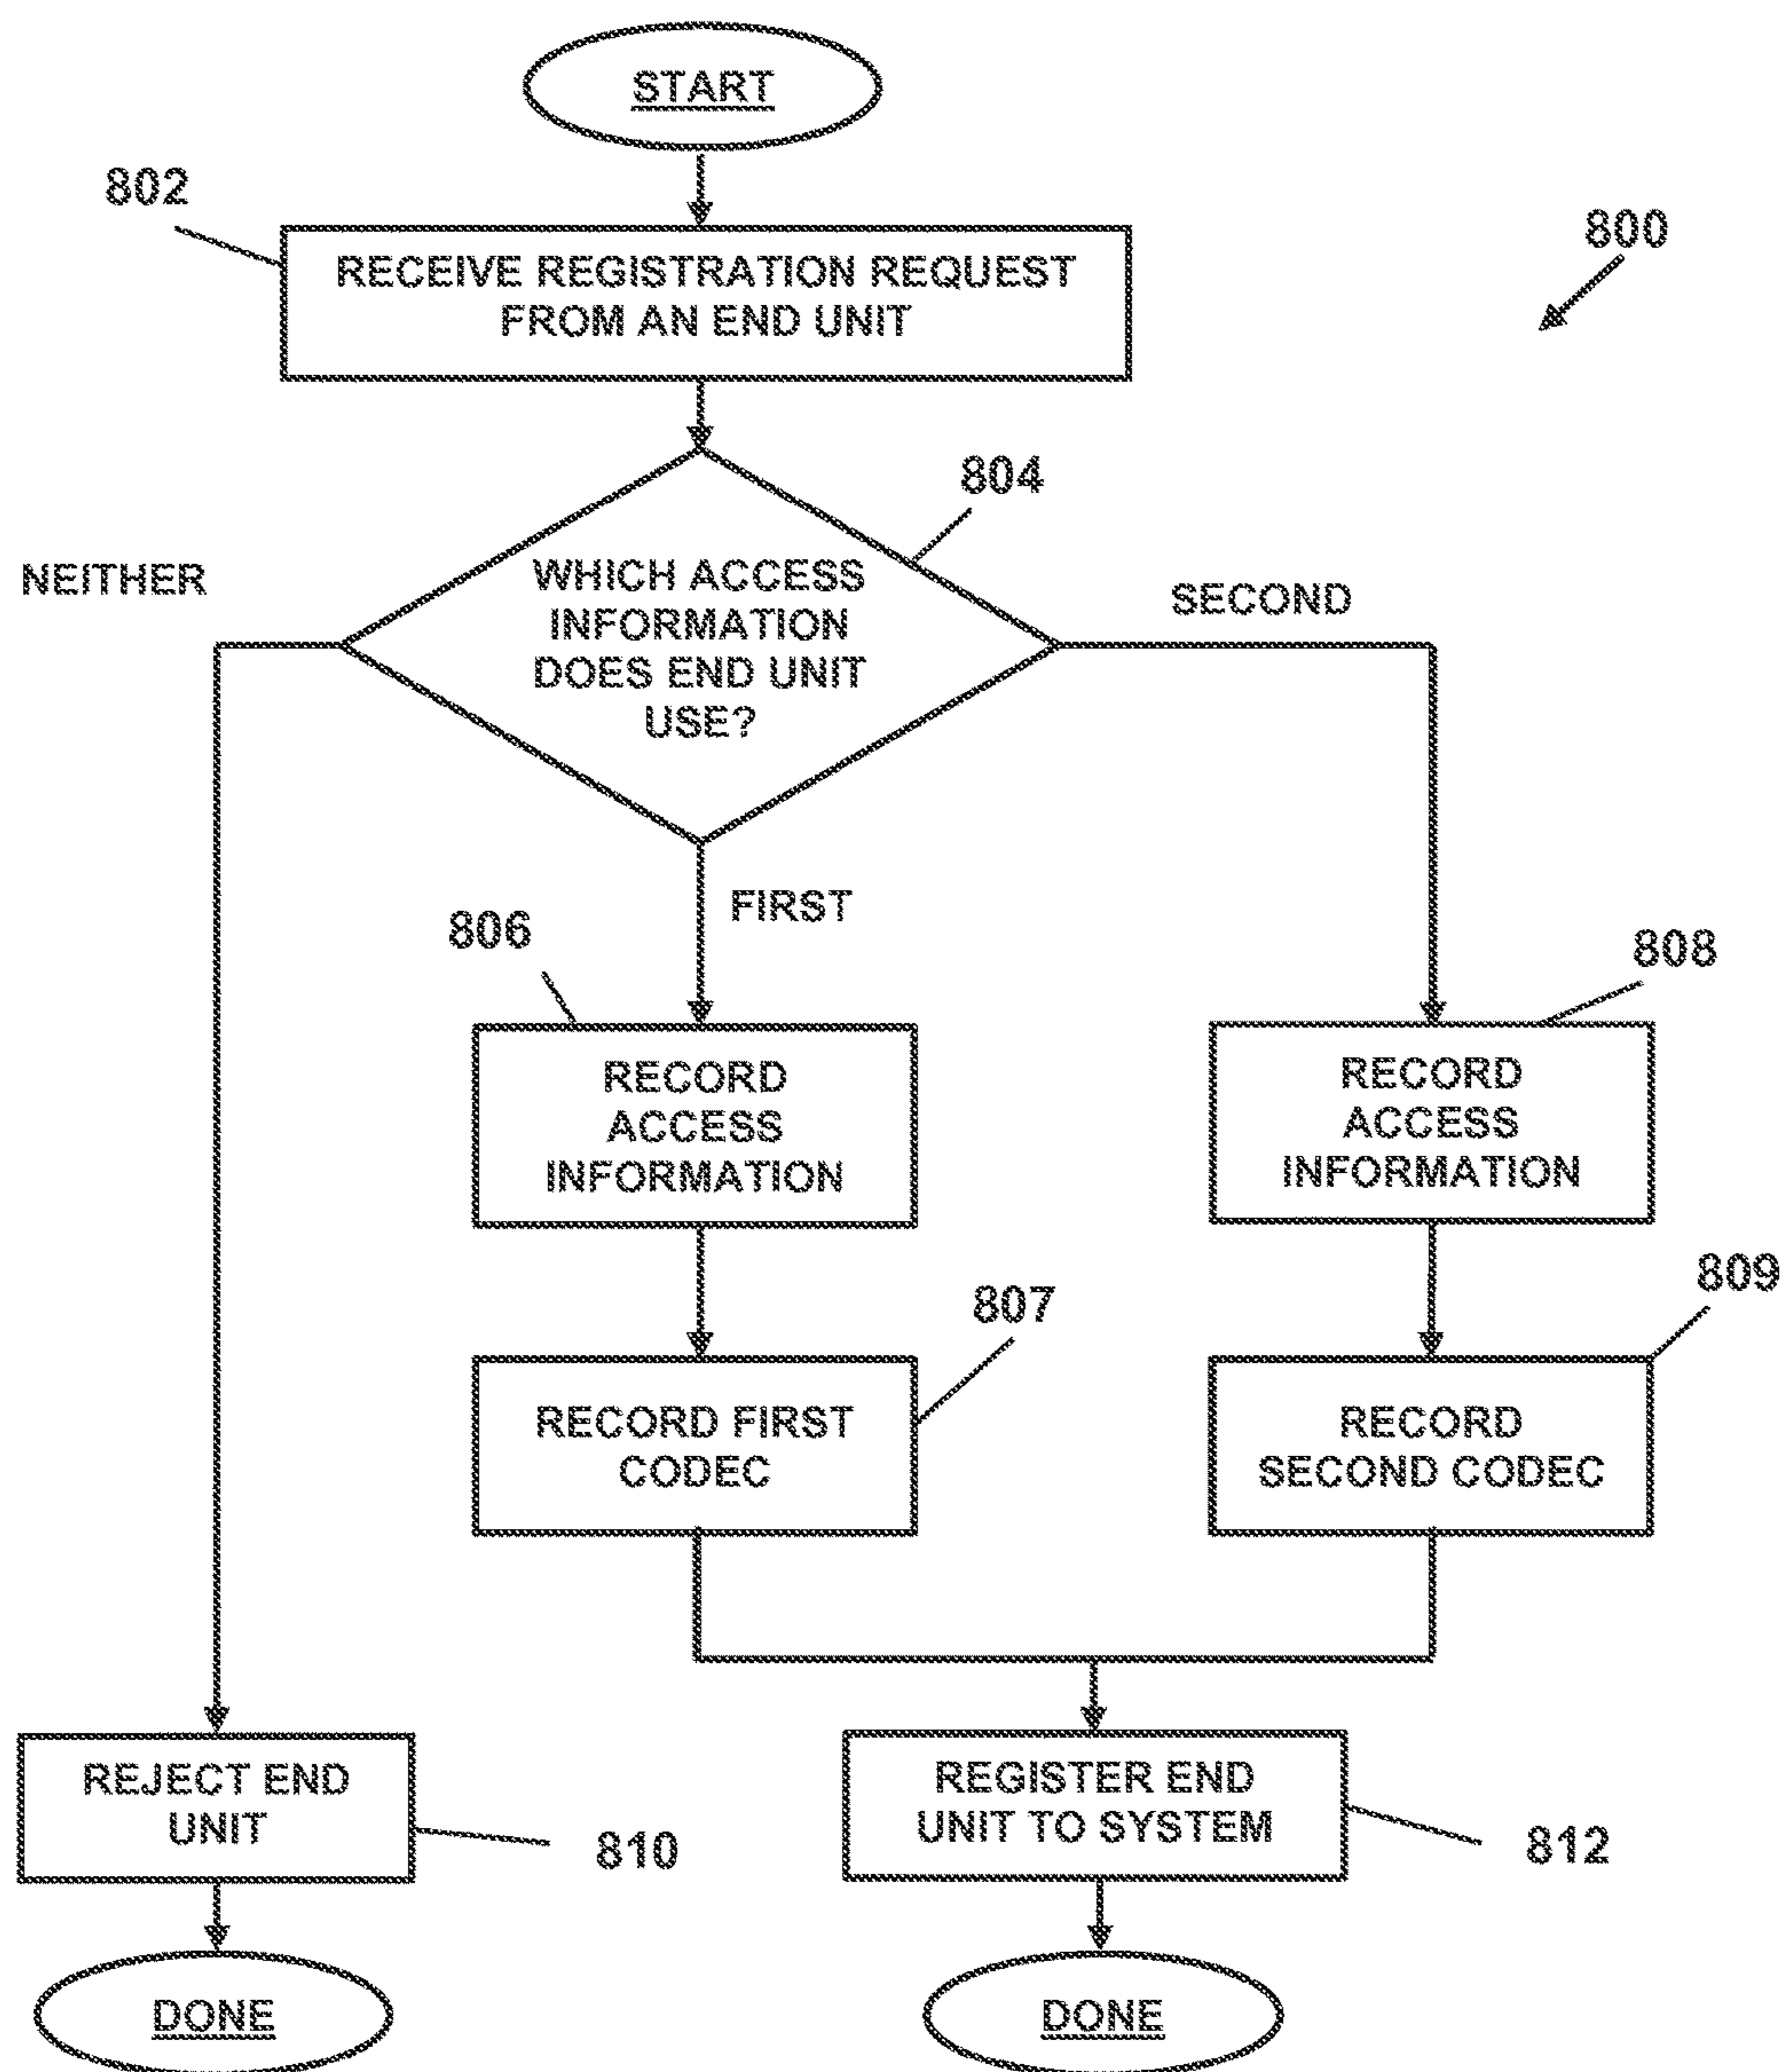 START
802
800
RECEIVE REGISTRATION REQUEST
FROM AN END UNIT
804
NEITHER
WHICH ACCESS
INFORMATION
DOES END UNIT
USE?
SECOND
FIRST
806
808
RECORD
ACCESS
INFORMATION
RECORD
ACCESS
INFORMATION
807
809
RECORD FIRST
CODEC
RECORD
SECOND CODEC
REJECT END
UNIT
810
REGISTER END
UNIT TO SYSTEM
812
DONE
DONE